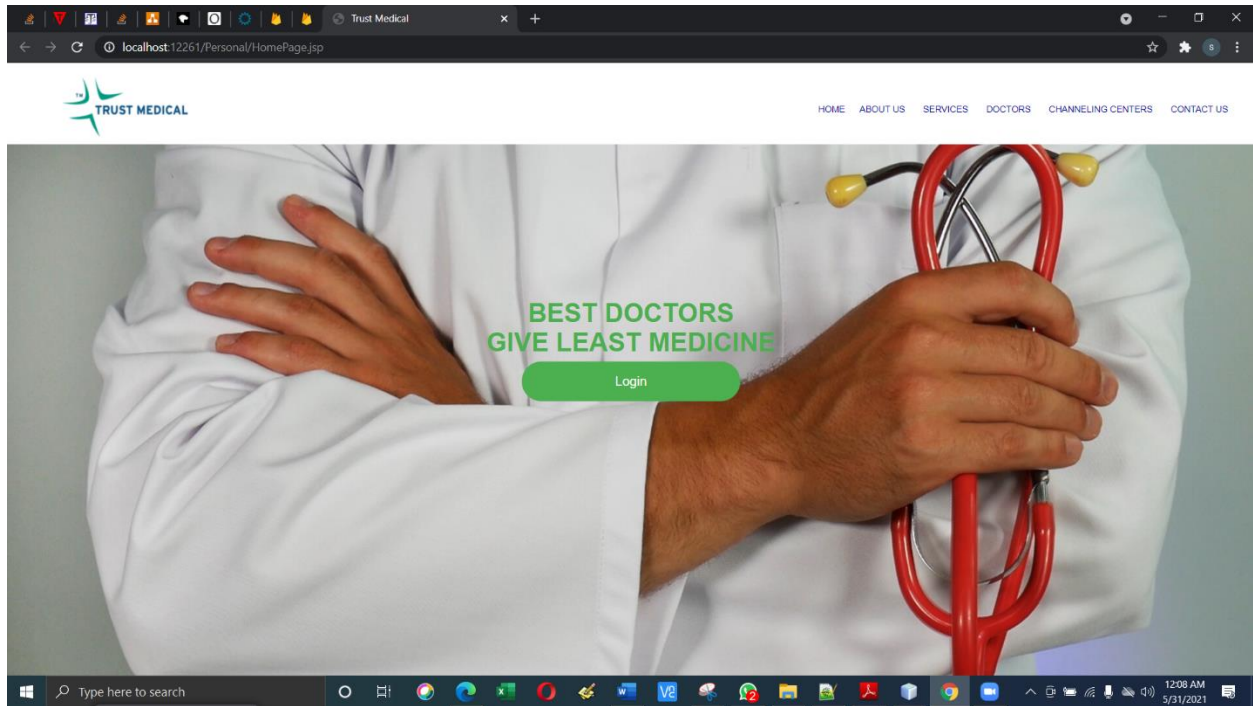 Trust Medical
localhost:12261/Personal/HomePage.jsp
S
TM
TRUST MEDICAL
HOME ABOUT US SERVICES DOCTORS CHANNELING CENTERS CONTACT US
BEST DOCTORS
GIVE LEAST MEDICINE
Login
Type here to search
12:08 AM
5/31/2021